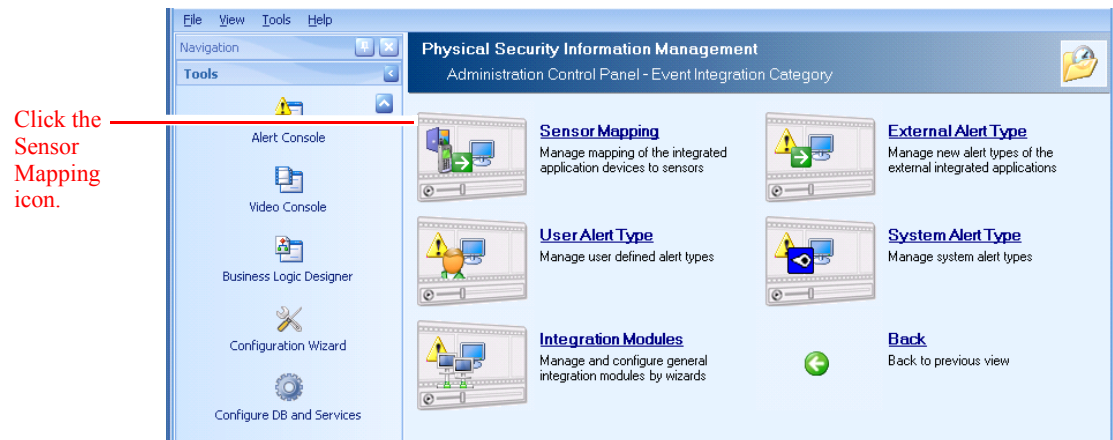 File View Tools Help
Navigation
Tools
Alert Console
Video Console
Business Logic Designer
Configuration Wizard
Configure DB and Services
Click the
Sensor
Mapping
icon.
Physical Security Information Management
Administration Control Panel - Event Integration Category
Sensor Mapping
Manage mapping of the integrated
application devices to sensors
External Alert Type
Manage new alert types of the
external integrated applications
User Alert Type
Manage user defined alert types
System Alert Type
Manage system alert types
Integration Modules
Manage and configure general
integration modules by wizards
Back
Back to previous view